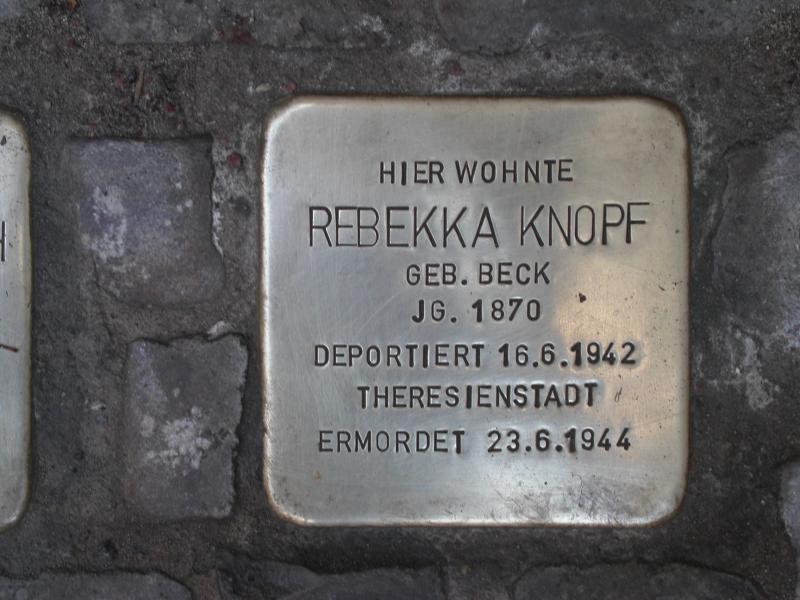 HIER WOHNTE
REBEKKA KNOPF
GEB. BECK
JG. 1870
DEPORTIERT 16.6.1942
THERESIENSTADT
ERMORDET 23.6.1944